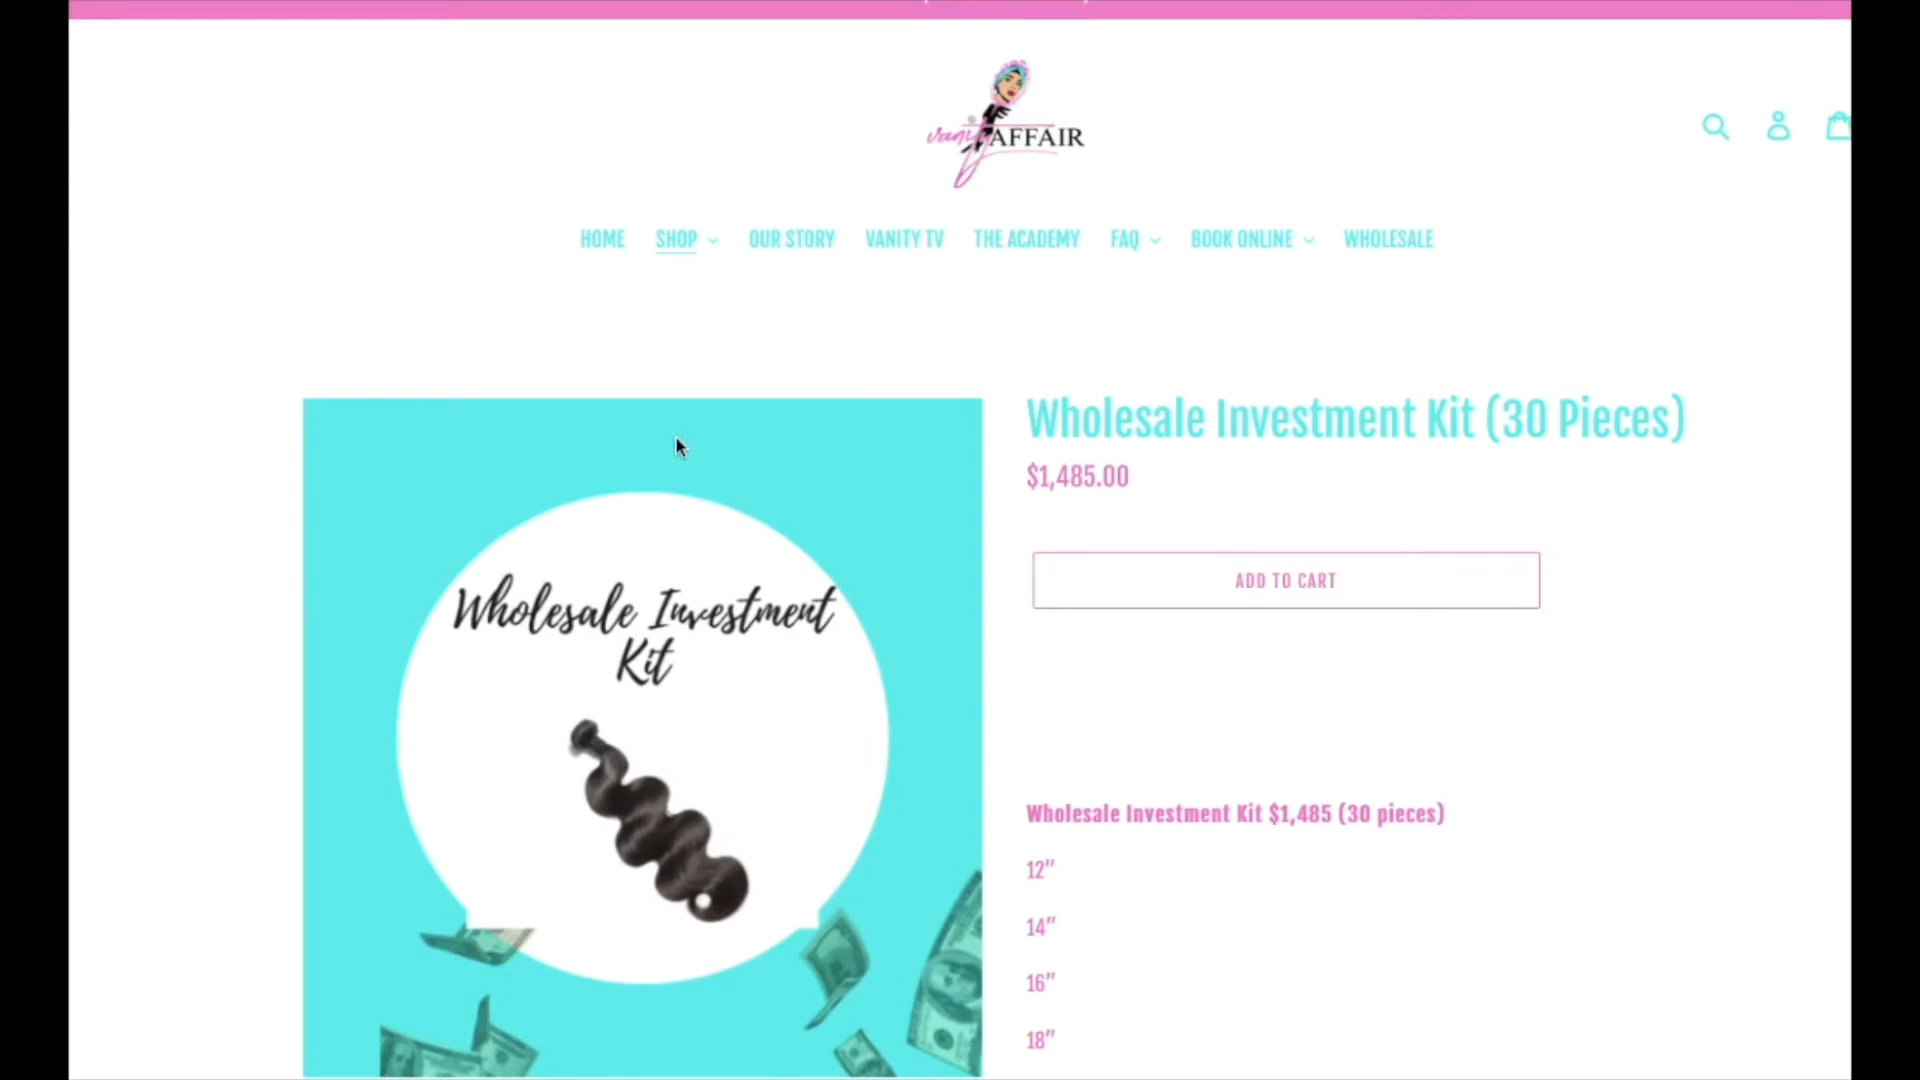 vanity AFFAIR
HOME SHOP OUR STORY VANITY TV THE ACADEMY FAQ BOOK ONLINE WHOLESALE
Wholesale Investment Kit (30 Pieces)
$1,485.00
ADD TO CART
Wholesale Investment
Kit
Wholesale Investment Kit $1,485 (30 pieces)
12”
14”
16”
18”